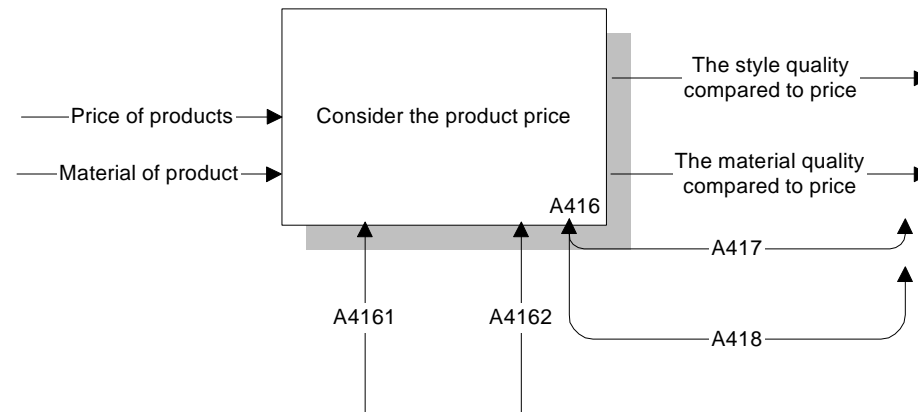 The style quality
compared to price
Price of products
Consider the product price
Material of product
The material quality
compared to price
A416
A417
A4161
A4162
A418